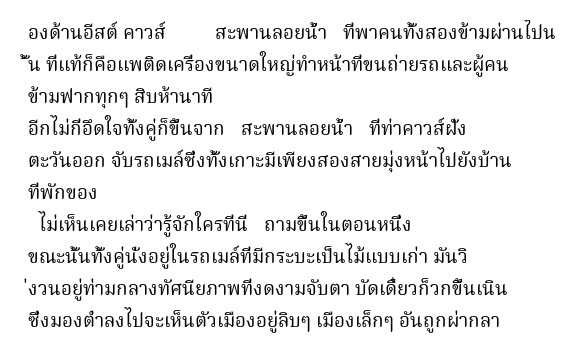 องด้านอีสต์ คาวส์ สะพานลอยน้ำ ที่พาคนทั้งสองข้ามผ่านไปน
ั้น ที่แท้ก็คือแพติดเครื่องขนาดใหญ่ทำหน้าที่ขนถ่ายรถและผู้คน
ข้ามฟากทุกๆ สิบห้านาที
อีกไม่กี่อึดใจทั้งคู่ก็ขึ้นจาก สะพานลอยน้ำ ที่ท่าคาวส์ฝั่ง
ตะวันออก จับรถเมล์ซึ่งทั้งเกาะมีเพียงสองสายมุ่งหน้าไปยังบ้าน
ที่พักของ
ไม่เห็นเคยเล่าว่ารู้จักใครที่นี่ ถามขึ้นในตอนหนึ่ง
ขณะนั้นทั้งคู่นั่งอยู่ในรถเมล์ที่มีกระบะเป็นไม้แบบเก่า มันวิ
่งวนอยู่ท่ามกลางทัศนียภาพที่งดงามจับตา บัดเดี๋ยวก็วกขึ้นเนิน
ซึ่งมองต่ำลงไปจะเห็นตัวเมืองอยู่ลิบๆ เมืองเล็กๆ อันถูกผ่ากลา